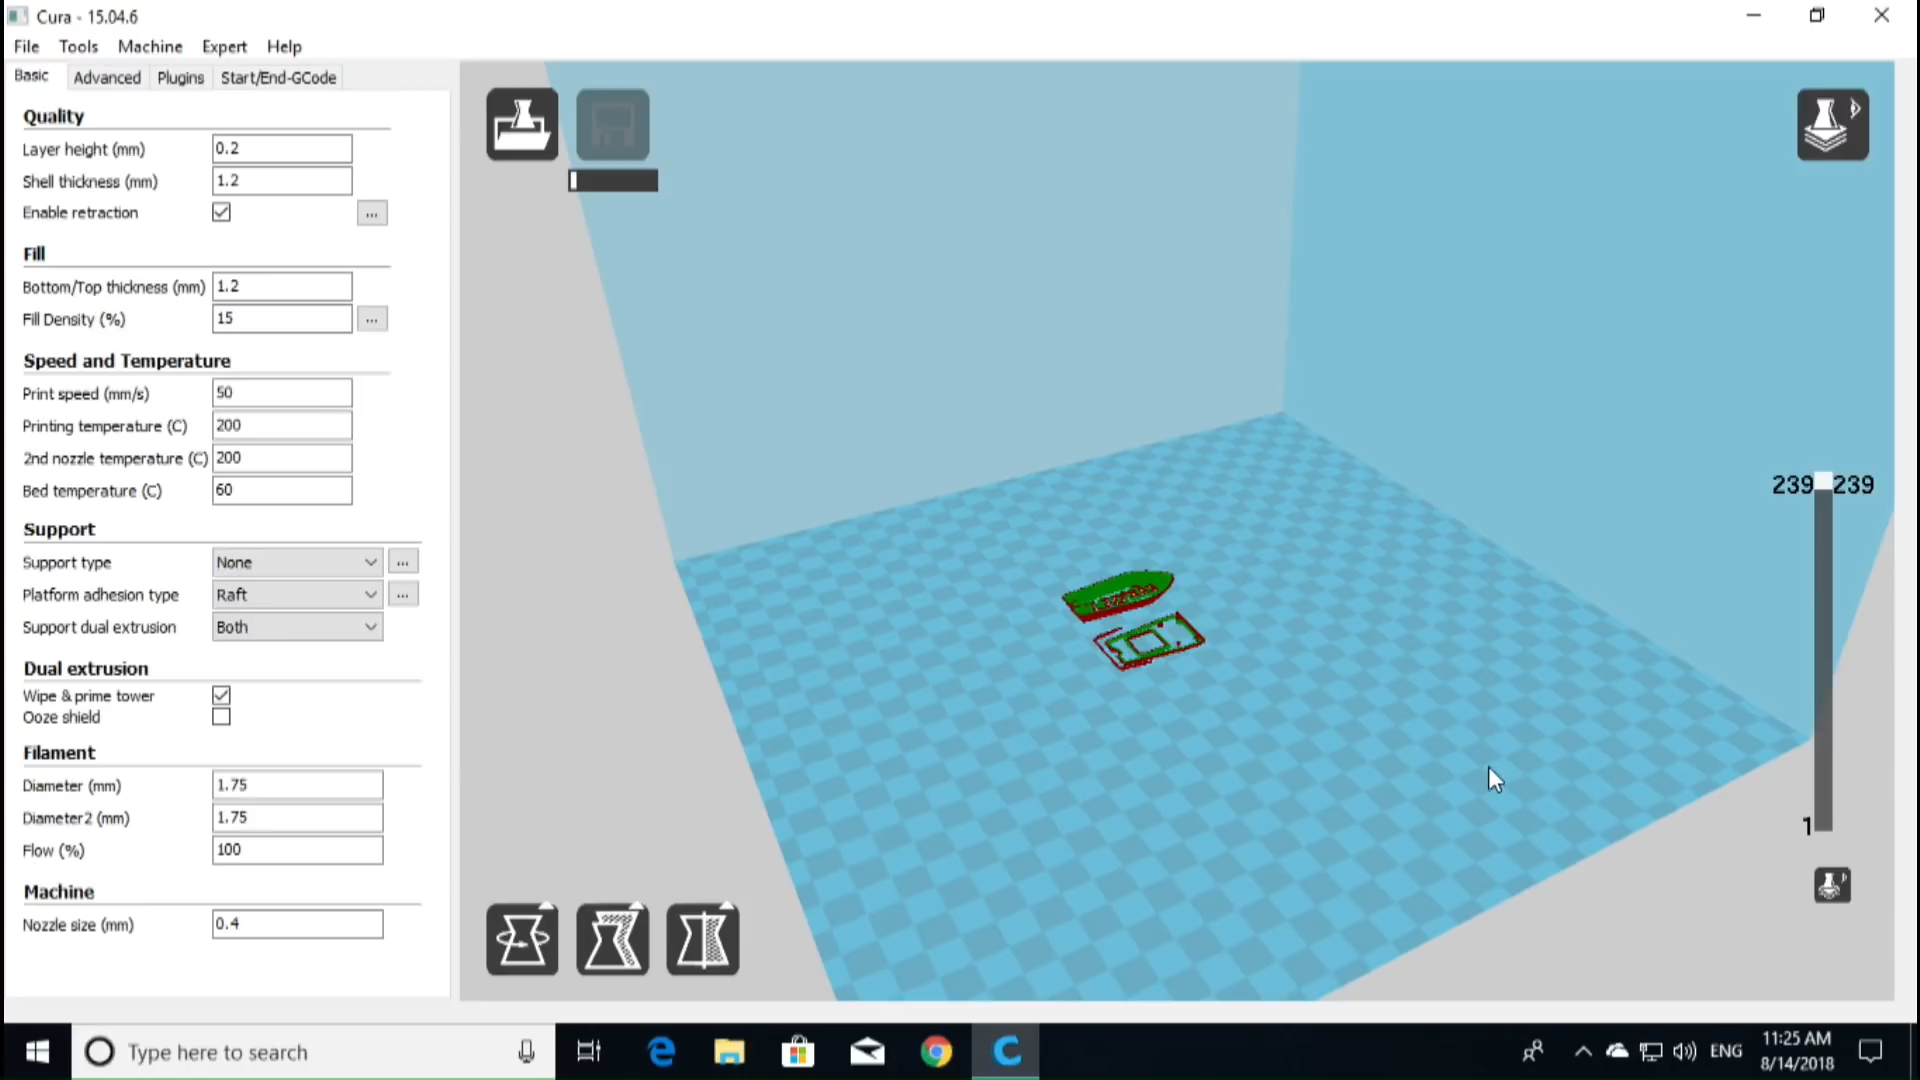 Cura - 15.04.6
File Tools Machine Expert Help
Basic Advanced Plugins Start/End-GCode
Quality
Layer height (mm) 0.2
Shell thickness (mm) 1.2
Enable retraction ...
Fill
Bottom/Top thickness (mm) 1.2
Fill Density (%) 15 ...
Speed and Temperature
Print speed (mm/s) 50
Printing temperature (C) 200
2nd nozzle temperature (C) 200
Bed temperature (C) 60
Support
Support type None ...
Platform adhesion type Raft ...
Support dual extrusion Both
Dual extrusion
Wipe & prime tower
Ooze shield
Filament
Diameter (mm) 1.75
Diameter2 (mm) 1.75
Flow (%) 100
Machine
Nozzle size (mm) 0.4
239 239
1
Type here to search
ENG
11:25 AM
8/14/2018